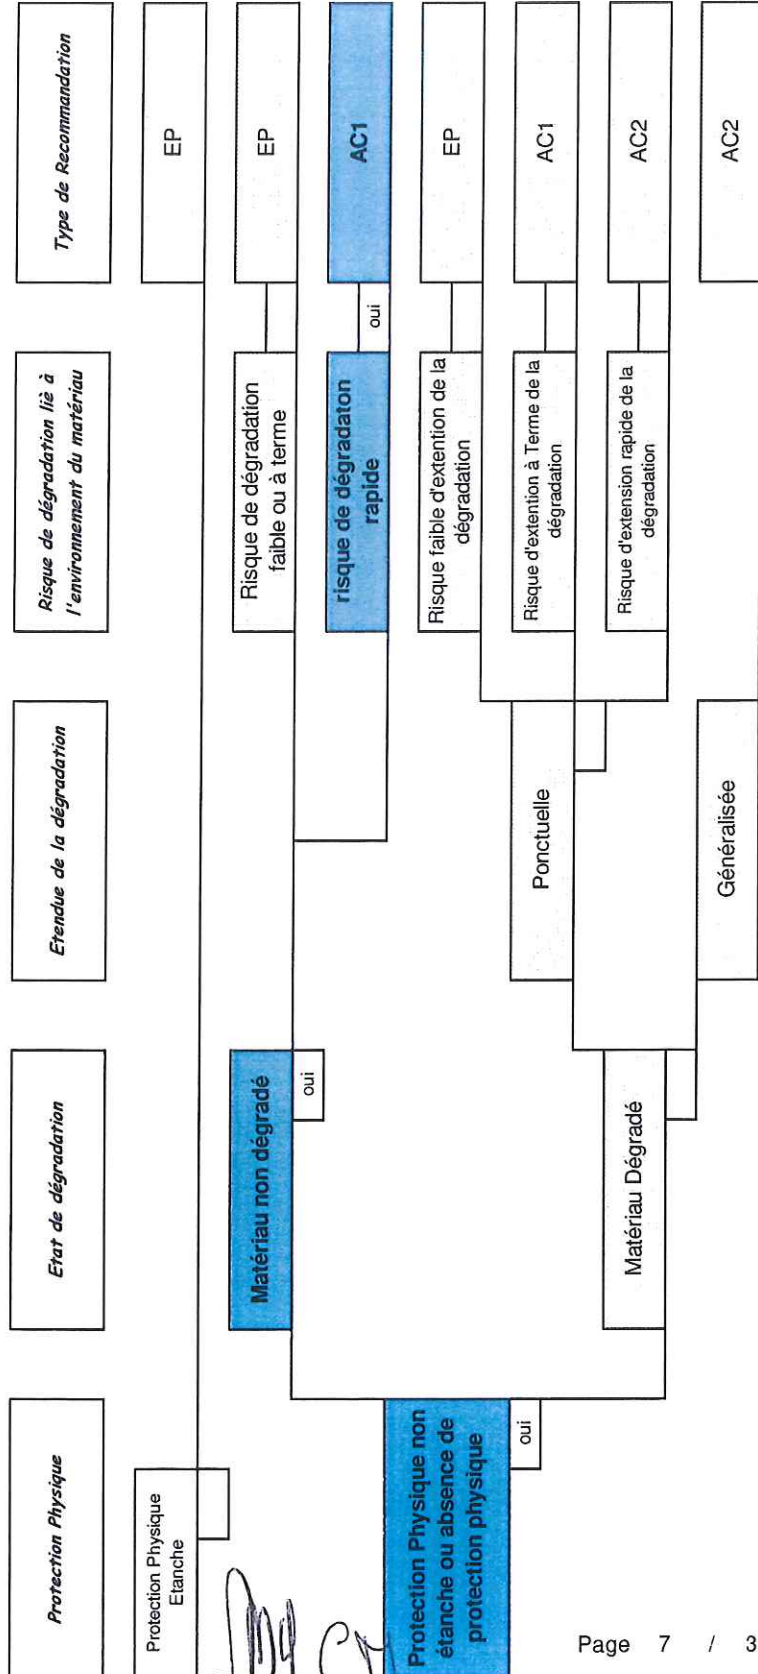 Protection Physique
Etat de dégradation
Etendue de la dégradation
Risque de dégradation liè à
l'environnement du matériau
Type de Recommandation
Protection Physique
Etanche
EP
Matériau non dégradé
oui
Risque de dégradation
faible ou à terme
EP
risque de dégradaton
rapide
oui
AC1
Protection Physique non
étanche ou absence de
protection physique
oui
Risque faible d'extention de la
dégradation
EP
Ponctuelle
Risque d'extention à Terme de la
dégradation
AC1
Matériau Dégradé
Risque d'extension rapide de la
dégradation
AC2
Généralisée
AC2
Page 7 / 3